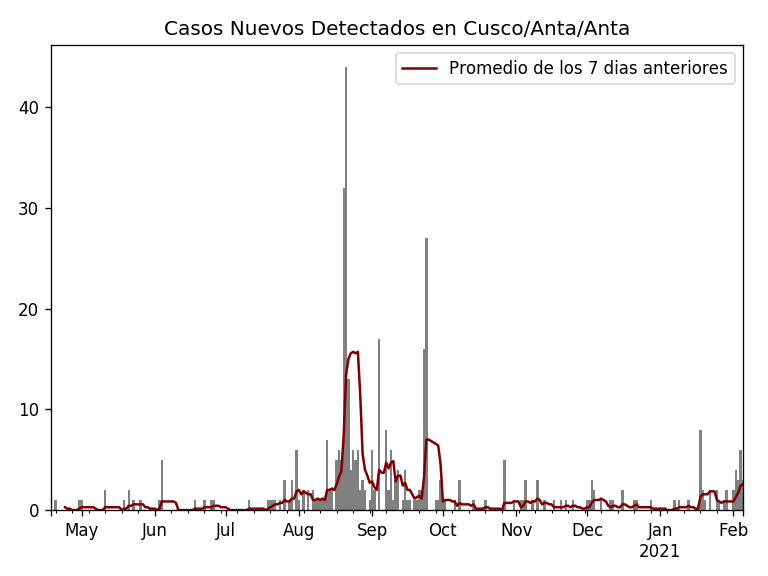 Casos Nuevos Detectados en Cusco/Anta/Anta
Promedio de los 7 dias anteriores
40
30
20
10
0
May Jun Jul Aug Sep Oct Nov Dec Jan Feb
2021